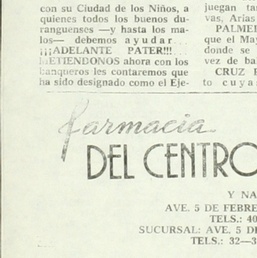 con su Ciudad de los Niños, a
quienes todos los buenos du-
ranguenses —y hasta los ma-
los— debemos ayudar.
¡¡¡ADELANTE PATER!!!
METIENDONOS ahora con los
banqueros les contaremos que
ha sido designado como el Eje-
juegan
vas, Arias
PALME
que el May
donde se
vez de ba
CRUZ
to cuya
farmacia
DEL CENTRO
Y NA
AVE. 5 DE FEBRE
TELS.: 40
SUCURSAL: AVE. 5 D
TELS.: 32—3